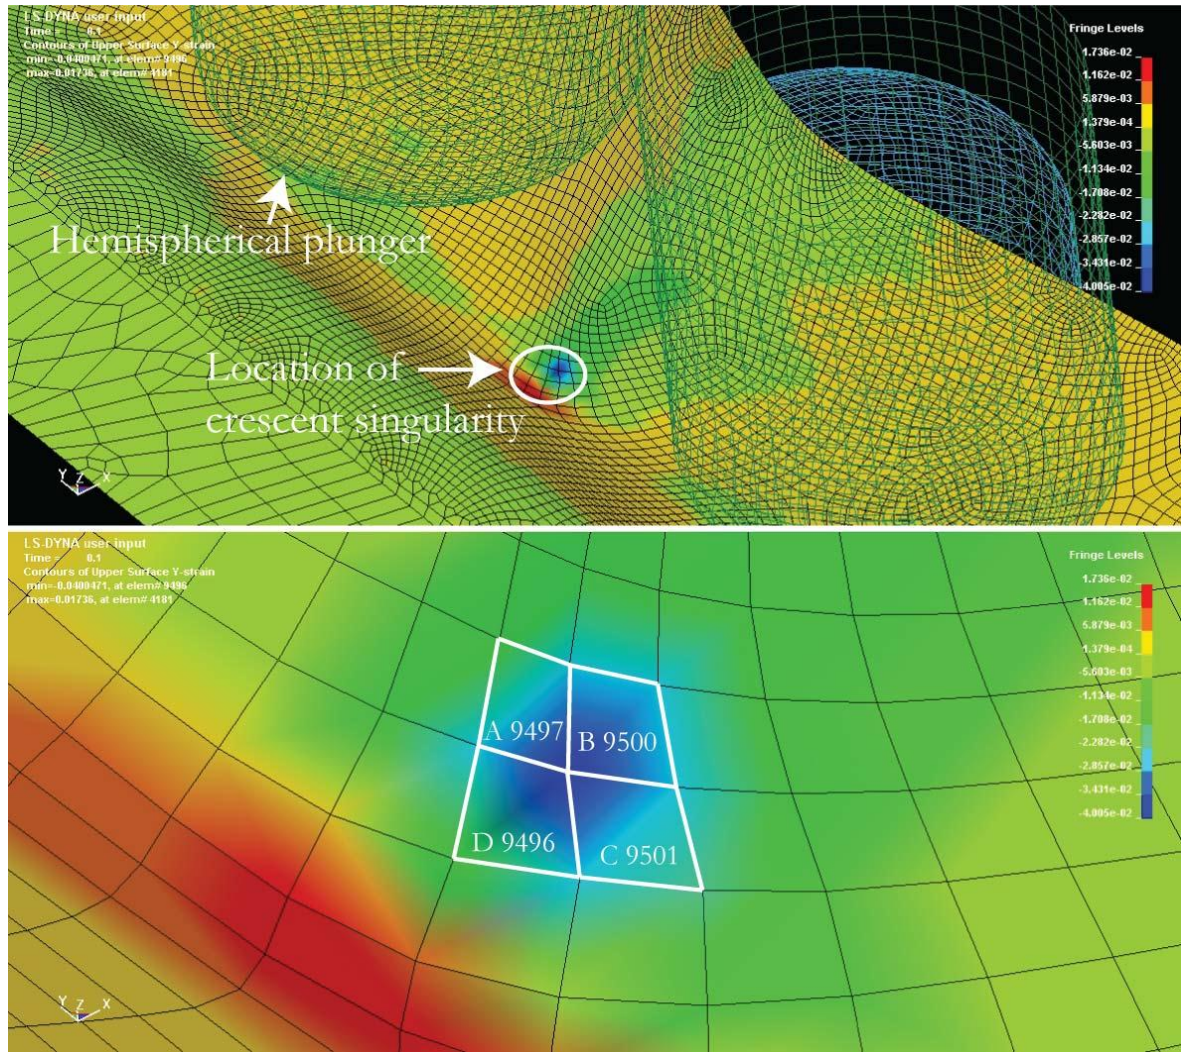 LS-DYNA user input
Time = 0.1
Contours of Upper Surface Y-strain
min=-0.0400471, at elem# 9496
max=0.01736, at elem# 4181
Fringe Levels
1.736e-02
1.162e-02
5.879e-03
1.379e-04
-5.603e-03
-1.134e-02
-1.708e-02
-2.282e-02
-2.857e-02
-3.431e-02
-4.005e-02
Hemispherical plunger
Location of
crescent singularity
Y Z X
LS-DYNA user input
Time = 0.1
Contours of Upper Surface Y-strain
min=-0.0400471, at elem# 9496
max=0.01736, at elem# 4181
Fringe Levels
1.736e-02
1.162e-02
5.879e-03
1.379e-04
-5.603e-03
-1.134e-02
-1.708e-02
-2.282e-02
-2.857e-02
-3.431e-02
-4.005e-02
A 9497
B 9500
D 9496
C 9501
Y Z X